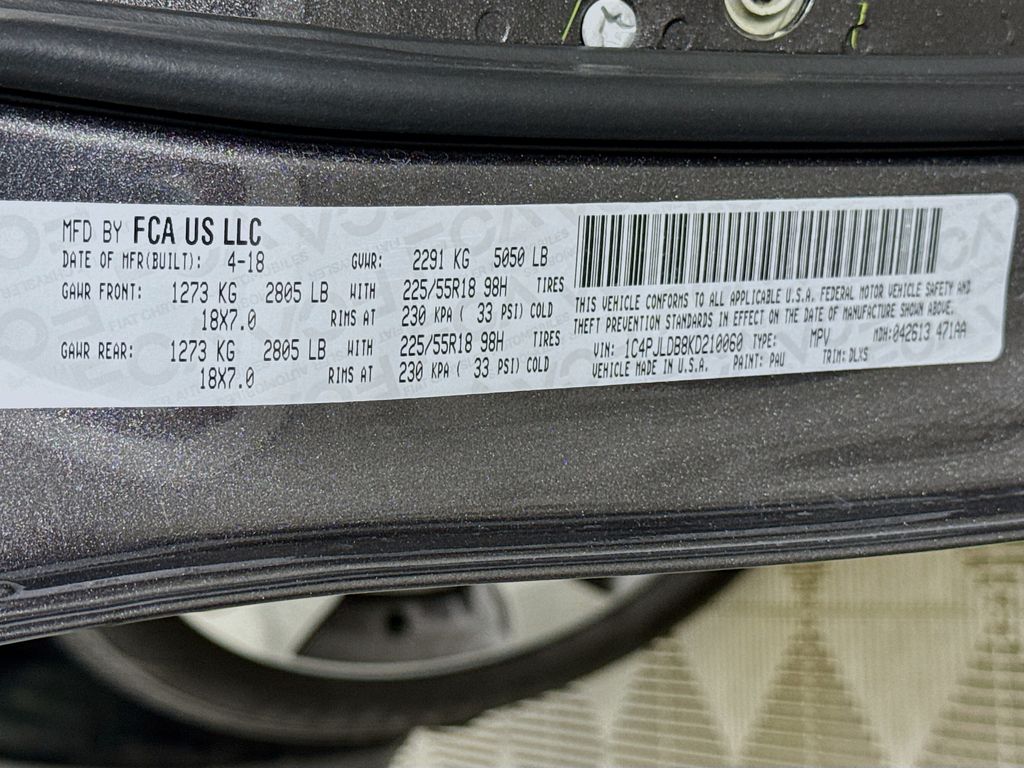 MFD BY FCA US LLC
DATE OF MFR(BUILT): 4-18 GVWR: 2291 KG 5050 LB
GAWR FRONT: 1273 KG 2805 LB WITH 225/55R18 98H TIRES
18X7.0 RIMS AT 230 KPA ( 33 PSI) COLD
GAWR REAR: 1273 KG 2805 LB WITH 225/55R18 98H TIRES
18X7.0 RIMS AT 230 KPA ( 33 PSI) COLD
THIS VEHICLE CONFORMS TO ALL APPLICABLE U.S.A. FEDERAL MOTOR VEHICLE SAFETY AND
THEFT PREVENTION STANDARDS IN EFFECT ON THE DATE OF MANUFACTURE SHOWN ABOVE.
VIN: 1C4PJLDB8KD210060 TYPE: MPV MDH:042613 471AA
VEHICLE MADE IN U.S.A. PAINT: PAU TRIM: DLXS